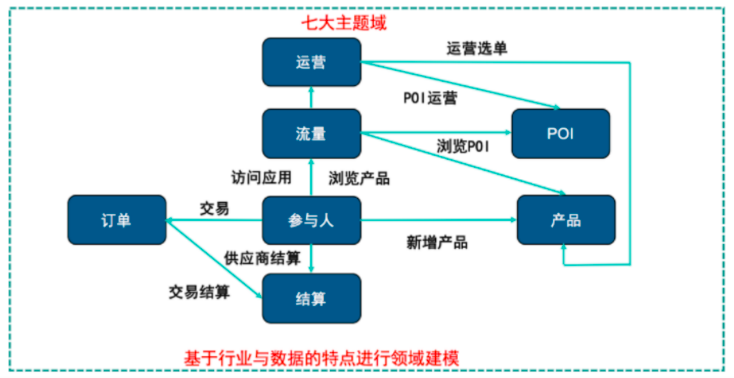 七大主题域
运营
运营选单
POI运营
流量
POI
浏览POI
访问应用
浏览产品
订单
交易
参与人
产品
新增产品
供应商结算
交易结算
结算
基于行业与数据的特点进行领域建模